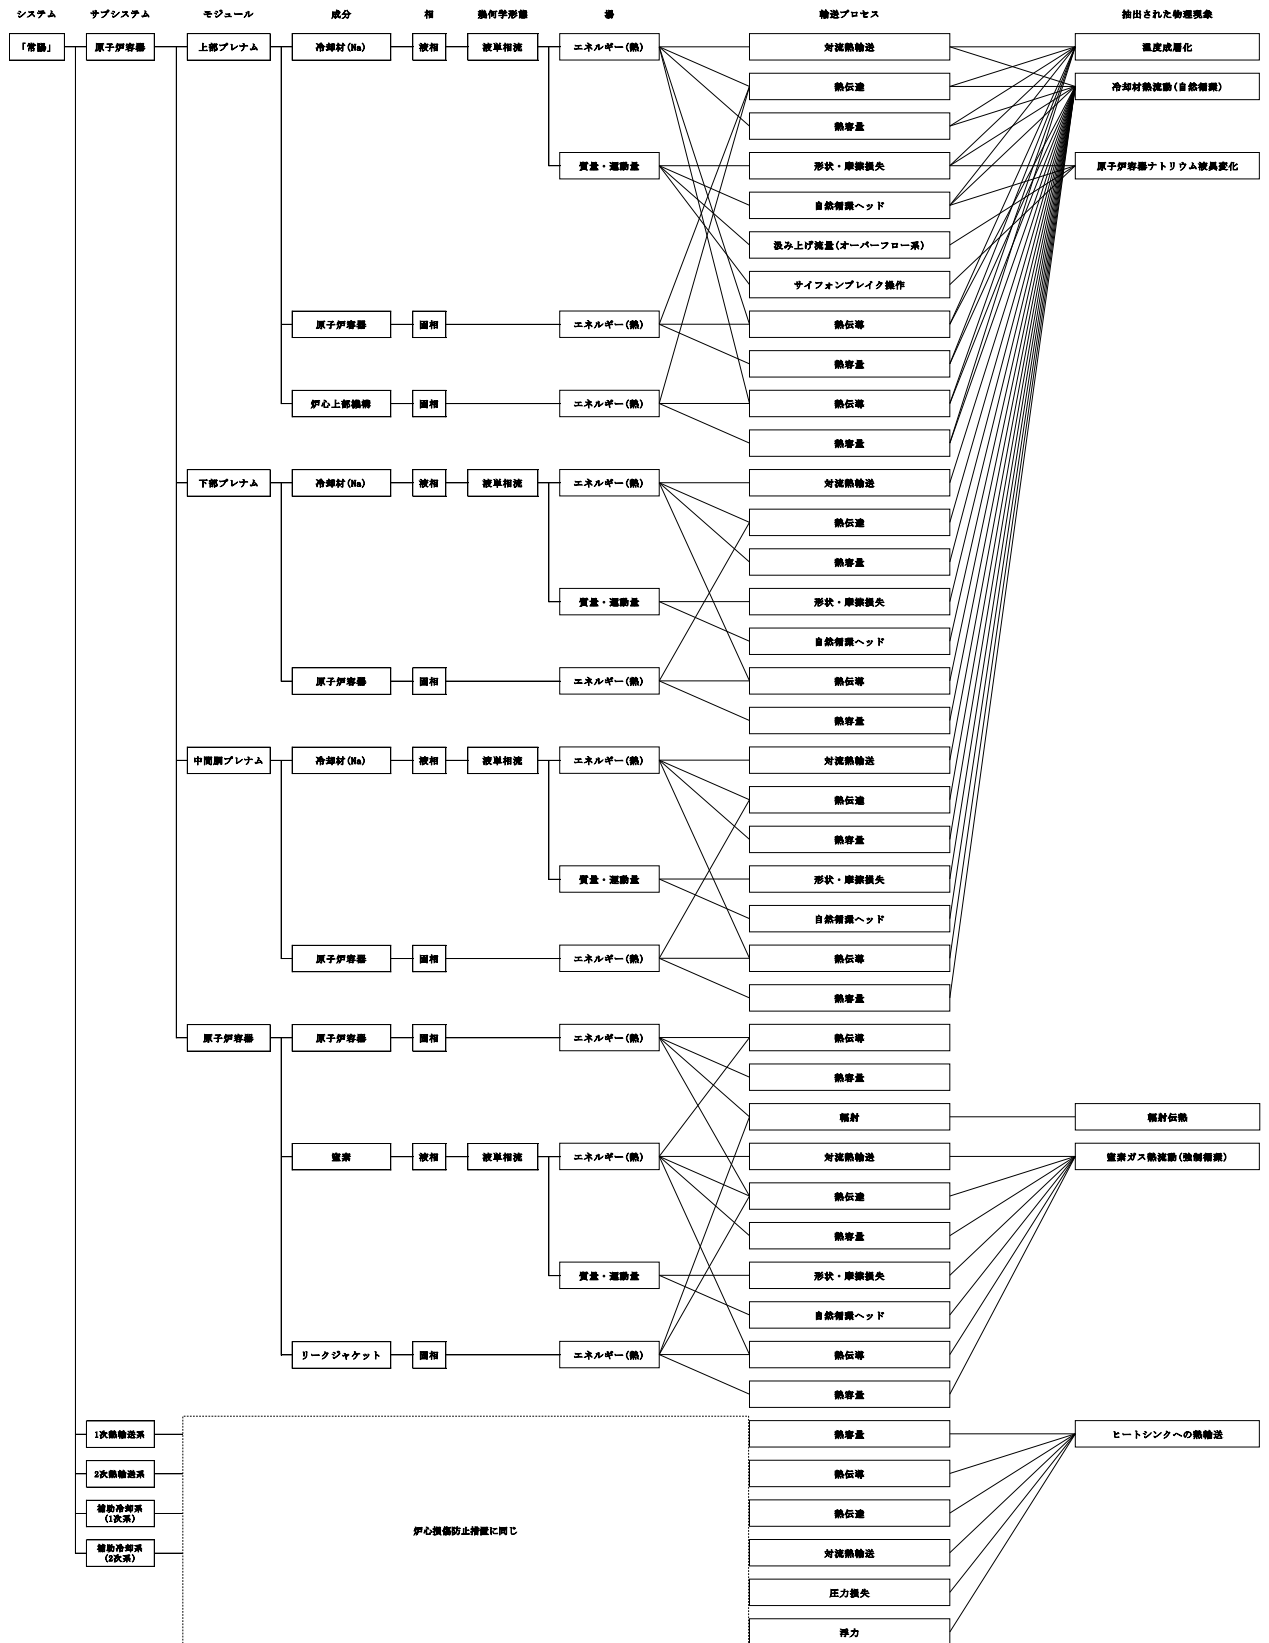 システム サブシステム モジュール 成分 相 幾何学形態 場 輸送プロセス 抽出された物理現象
「常陽」 原子炉容器 上部プレナム 冷却材(Na) 液相 液単相流 エネルギー(熱) 対流熱輸送 温度成層化
熱伝達 冷却材熱流動(自然循環)
熱容量
質量・運動量 形状・摩擦損失 原子炉容器ナトリウム液位変化
自然循環ヘッド
汲み上げ流量(オーバーフロー系)
サイフォンブレイク操作
原子炉容器 固相 エネルギー(熱) 熱伝導
熱容量
炉心上部機構 固相 エネルギー(熱) 熱伝導
熱容量
下部プレナム 冷却材(Na) 液相 液単相流 エネルギー(熱) 対流熱輸送
熱伝達
熱容量
質量・運動量 形状・摩擦損失
自然循環ヘッド
原子炉容器 固相 エネルギー(熱) 熱伝導
熱容量
中間胴プレナム 冷却材(Na) 液相 液単相流 エネルギー(熱) 対流熱輸送
熱伝達
熱容量
質量・運動量 形状・摩擦損失
自然循環ヘッド
原子炉容器 固相 エネルギー(熱) 熱伝導
熱容量
原子炉容器 原子炉容器 固相 エネルギー(熱) 熱伝導
熱容量
輻射 輻射伝熱
窒素 液相 液単相流 エネルギー(熱) 対流熱輸送 窒素ガス熱流動(強制循環)
熱伝達
熱容量
質量・運動量 形状・摩擦損失
自然循環ヘッド
リークジャケット 固相 エネルギー(熱) 熱伝導
熱容量
1次熱輸送系 熱容量 ヒートシンクへの熱輸送
2次熱輸送系 熱伝導
補助冷却系
(1次系) 熱伝達
炉心損傷防止措置に同じ
補助冷却系
(2次系) 対流熱輸送
圧力損失
浮力